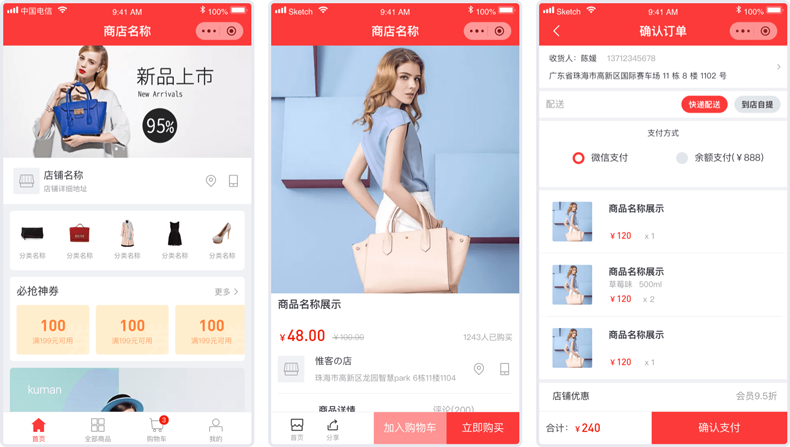 中国电信
9:41 AM
100%
商店名称
新品上市
New Arrivals
95%
店铺名称
店铺详细地址
分类名称
分类名称
分类名称
分类名称
分类名称
必抢神券
更多
100
满199元可用
100
满199元可用
100
满199元可用
kuman
首页
全部商品
3
购物车
我的
Sketch
9:41 AM
100%
商店名称
商品名称展示
¥48.00
¥100.00
1243人已购买
惟客の店
珠海市高新区龙园智慧park 6栋11楼1104
商品详情
评论(200)
首页
分享
加入购物车
立即购买
Sketch
9:41 AM
100%
确认订单
收货人：陈媛 13712345678
广东省珠海市高新区国际赛车场 11 栋 8 楼 1102 号
配送
快递配送
到店自提
支付方式
微信支付
余额支付(¥888)
商品名称展示
¥120 x 1
商品名称展示
草莓味 500ml
¥120 x 2
商品名称展示
¥120 x 1
店铺优惠
会员9.5折
合计：¥240
确认支付